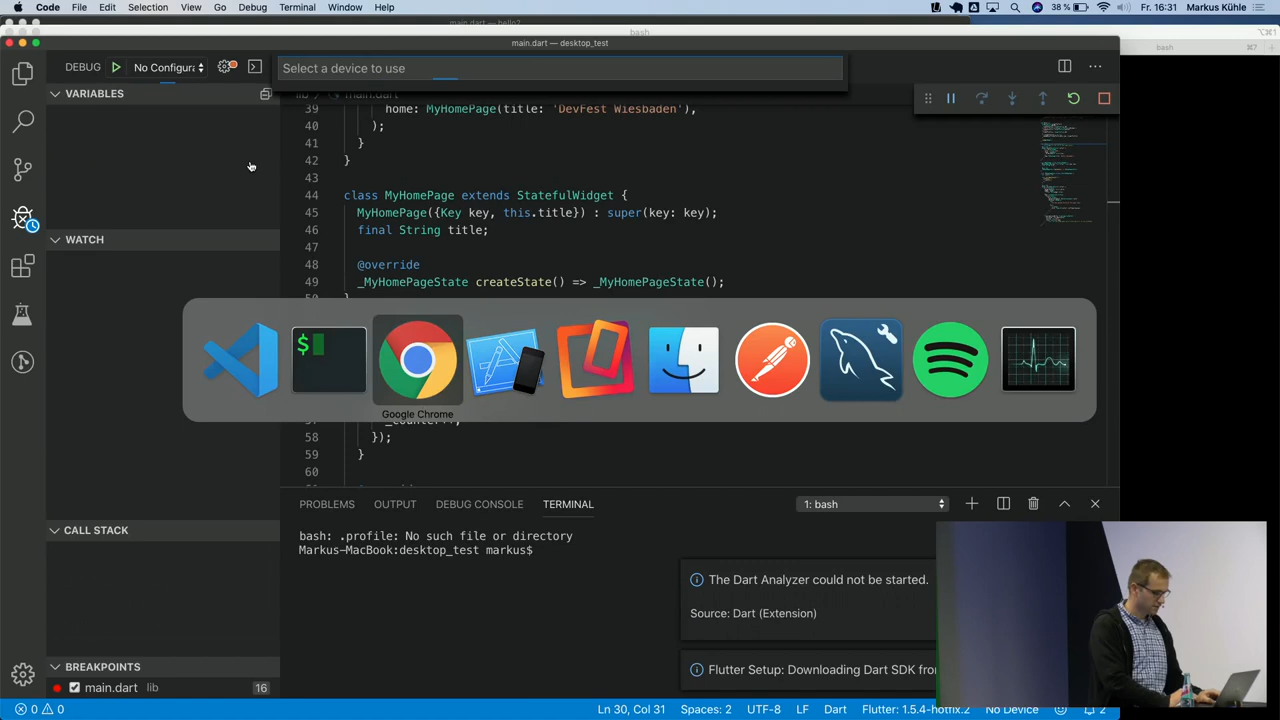 Code File Edit Selection View Go Debug Terminal Window Help 38 % Fr. 16:31 Markus Kühle
main.dart — hello2
bash
⌥⌘1
main.dart — desktop_test
bash
⌘7
DEBUG
No Configura
Select a device to use
VARIABLES
main.dart
39 home: MyHomePage(title: 'DevFest Wiesbaden'),
40 );
41 }
42 }
43
44 class MyHomePage extends StatefulWidget {
45 MyHomePage({Key key, this.title}) : super(key: key);
46 final String title;
47
48 @override
49 _MyHomePageState createState() => _MyHomePageState();
WATCH
$
Google Chrome
58 });
59 }
60
PROBLEMS OUTPUT DEBUG CONSOLE TERMINAL 1: bash
bash: .profile: No such file or directory
Markus-MacBook:desktop_test markus$
CALL STACK
The Dart Analyzer could not be started.
Source: Dart (Extension)
Flutter Setup: Downloading Dart SDK
BREAKPOINTS
main.dart lib 16
0 0
Ln 30, Col 31 Spaces: 2 UTF-8 LF Dart Flutter: 1.5.4-hotfix.2 No Device 2